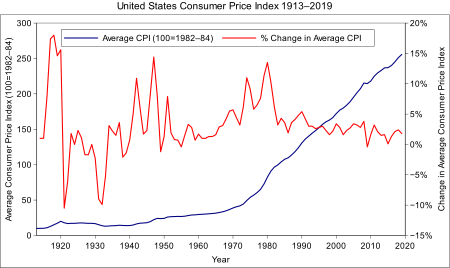 United States Consumer Price Index 1913–2019
Average CPI (100=1982–84)
% Change in Average CPI
Average Consumer Price Index (100=1982–84)
300
250
200
150
100
50
0
20%
15%
10%
5%
0%
−5%
−10%
−15%
Change in Average Consumer Price Index
1920 1930 1940 1950 1960 1970 1980 1990 2000 2010 2020
Year